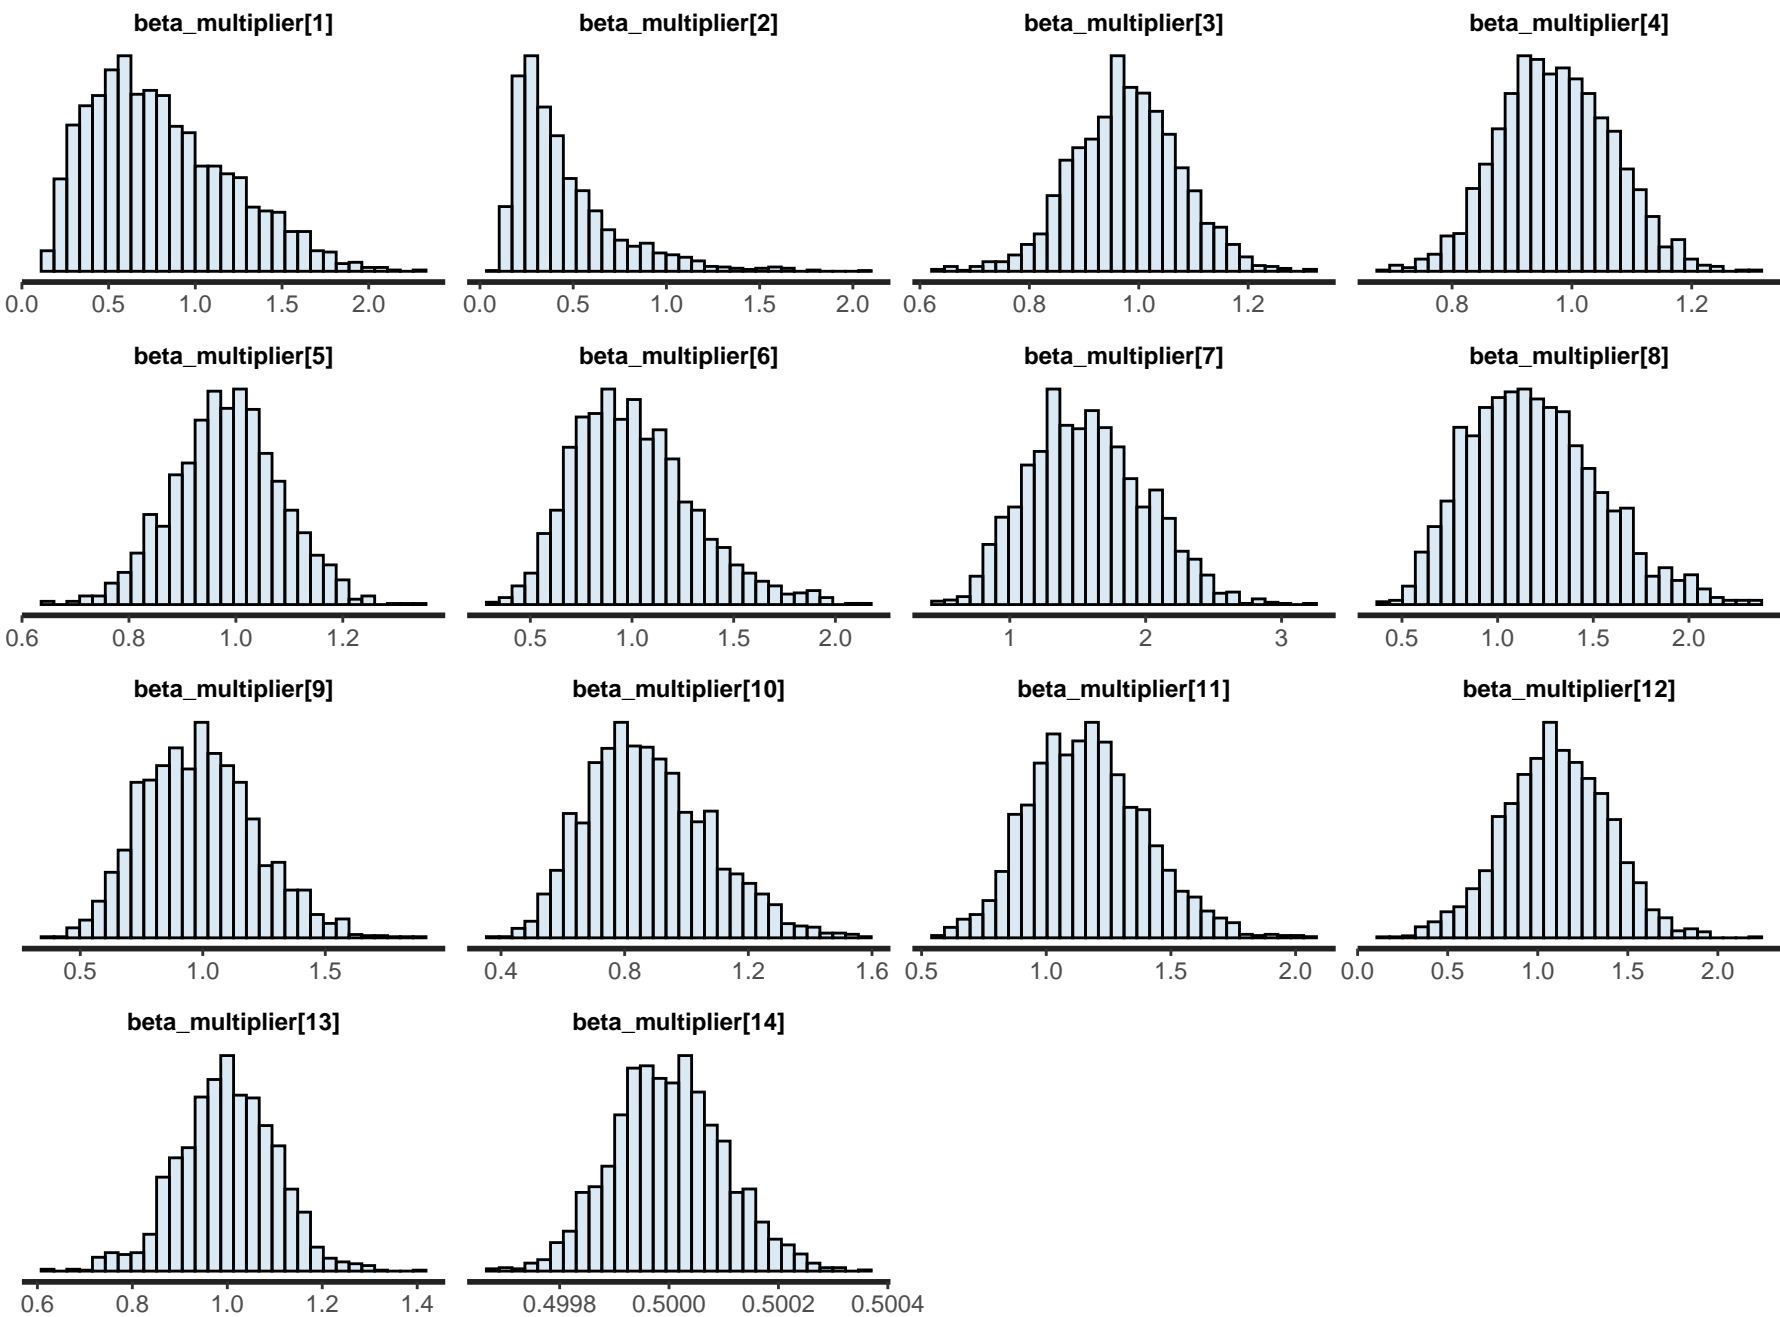 beta_multiplier[1] beta_multiplier[2] beta_multiplier[3] beta_multiplier[4]
0.0 0.5 1.0 1.5 2.0 0.0 0.5 1.0 1.5 2.0 0.6 0.8 1.0 1.2 0.8 1.0 1.2
beta_multiplier[5] beta_multiplier[6] beta_multiplier[7] beta_multiplier[8]
0.6 0.8 1.0 1.2 0.5 1.0 1.5 2.0 1 2 3 0.5 1.0 1.5 2.0
beta_multiplier[9] beta_multiplier[10] beta_multiplier[11] beta_multiplier[12]
0.5 1.0 1.5 0.4 0.8 1.2 1.6 0.5 1.0 1.5 2.0 0.0 0.5 1.0 1.5 2.0
beta_multiplier[13] beta_multiplier[14]
0.6 0.8 1.0 1.2 1.4 0.4998 0.5000 0.5002 0.5004